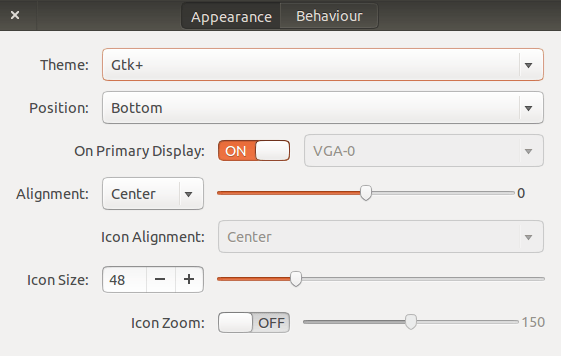 Appearance Behaviour
Theme: Gtk+
Position: Bottom
On Primary Display: ON VGA-0
Alignment: Center 0
Icon Alignment: Center
Icon Size: 48 − +
Icon Zoom: OFF 150